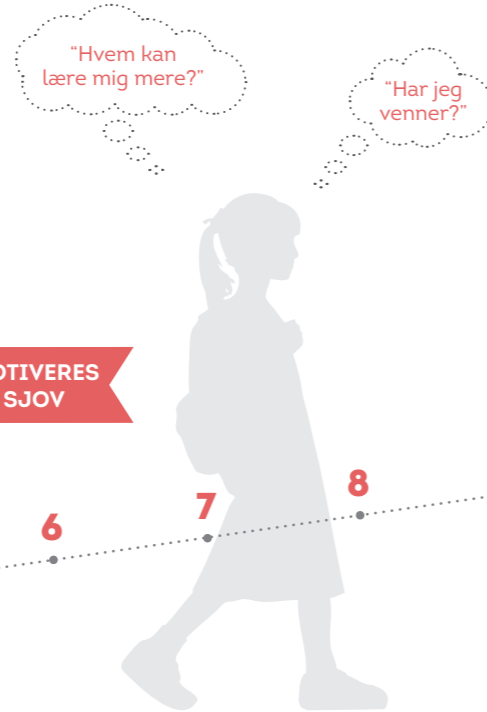 “Hvem kan
lære mig mere?”
“Har jeg
venner?”
OTIVERES
SJOV
6
7
8